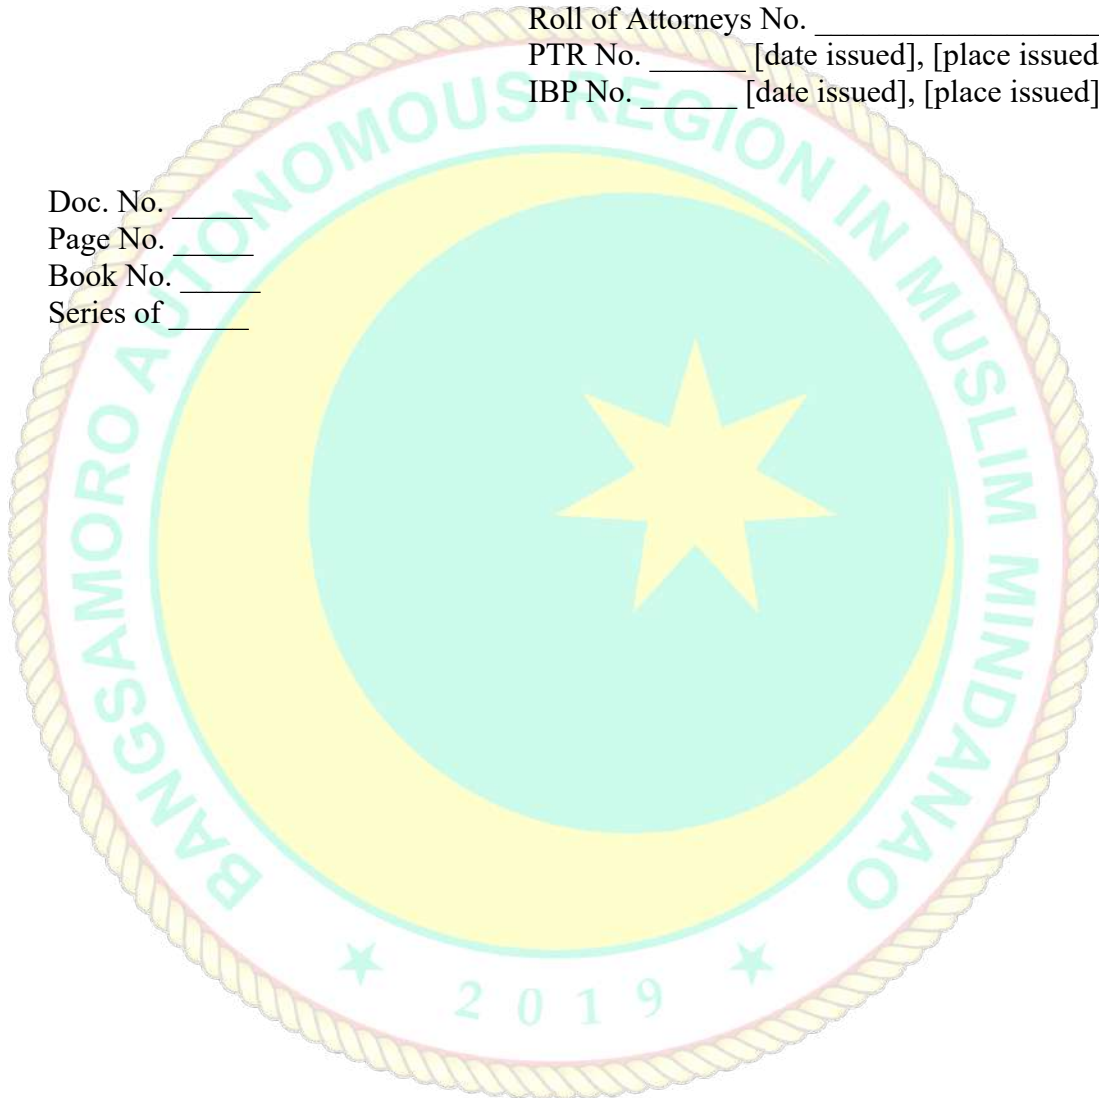 Roll of Attorneys No. __________________
PTR No. ______ [date issued], [place issued
IBP No. ______ [date issued], [place issued]
Doc. No. _____
Page No. _____
Book No. _____
Series of _____
BANGSAMORO AUTONOMOUS REGION IN MUSLIM MINDANAO
2019